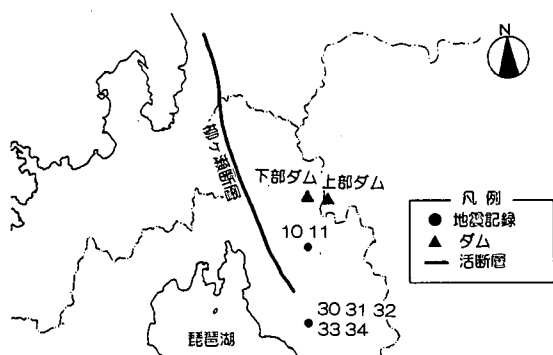 N
柳ヶ瀬断層
下部ダム 上部ダム
凡例
● 地震記録
▲ ダム
― 活断層
10 11
30 31 32
33 34
琵琶湖